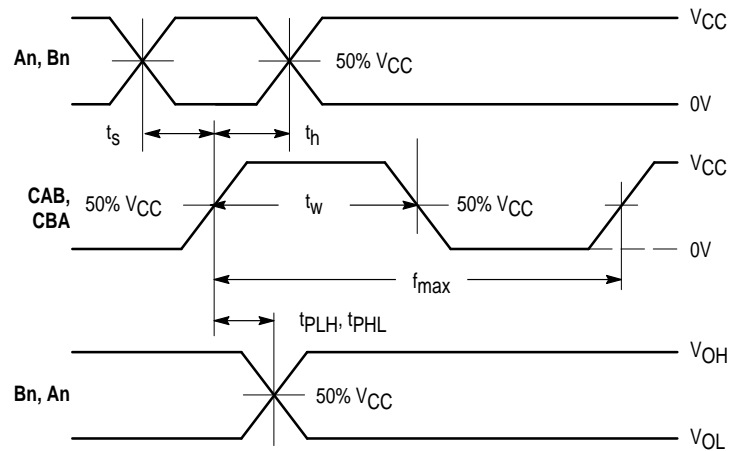 VCC
An, Bn
50% VCC
0V
ts
th
VCC
CAB,
CBA
50% VCC
tw
50% VCC
0V
fmax
tPLH, tPHL
VOH
Bn, An
50% VCC
VOL